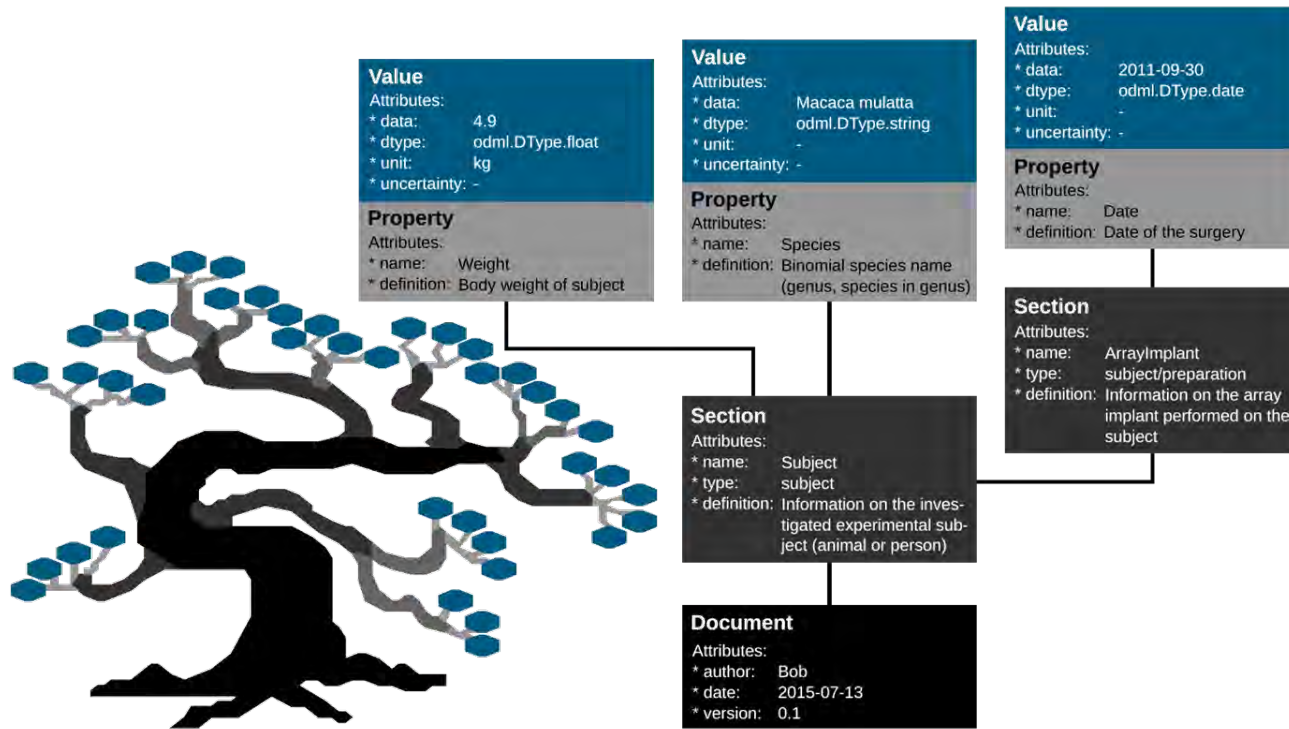 Value
Attributes:
* data: 4.9
* dtype: odml.DType.float
* unit: kg
* uncertainty: -
Property
Attributes:
* name: Weight
* definition: Body weight of subject
Value
Attributes:
* data: Macaca mulatta
* dtype: odml.DType.string
* unit: -
* uncertainty: -
Property
Attributes:
* name: Species
* definition: Binomial species name
(genus, species in genus)
Value
Attributes:
* data: 2011-09-30
* dtype: odml.DType.date
* unit: -
* uncertainty: -
Property
Attributes:
* name: Date
* definition: Date of the surgery
Section
Attributes:
* name: ArrayImplant
* type: subject/preparation
* definition: Information on the array
implant performed on the
subject
Section
Attributes:
* name: Subject
* type: subject
* definition: Information on the inves-
tigated experimental sub-
ject (animal or person)
Document
Attributes:
* author: Bob
* date: 2015-07-13
* version: 0.1